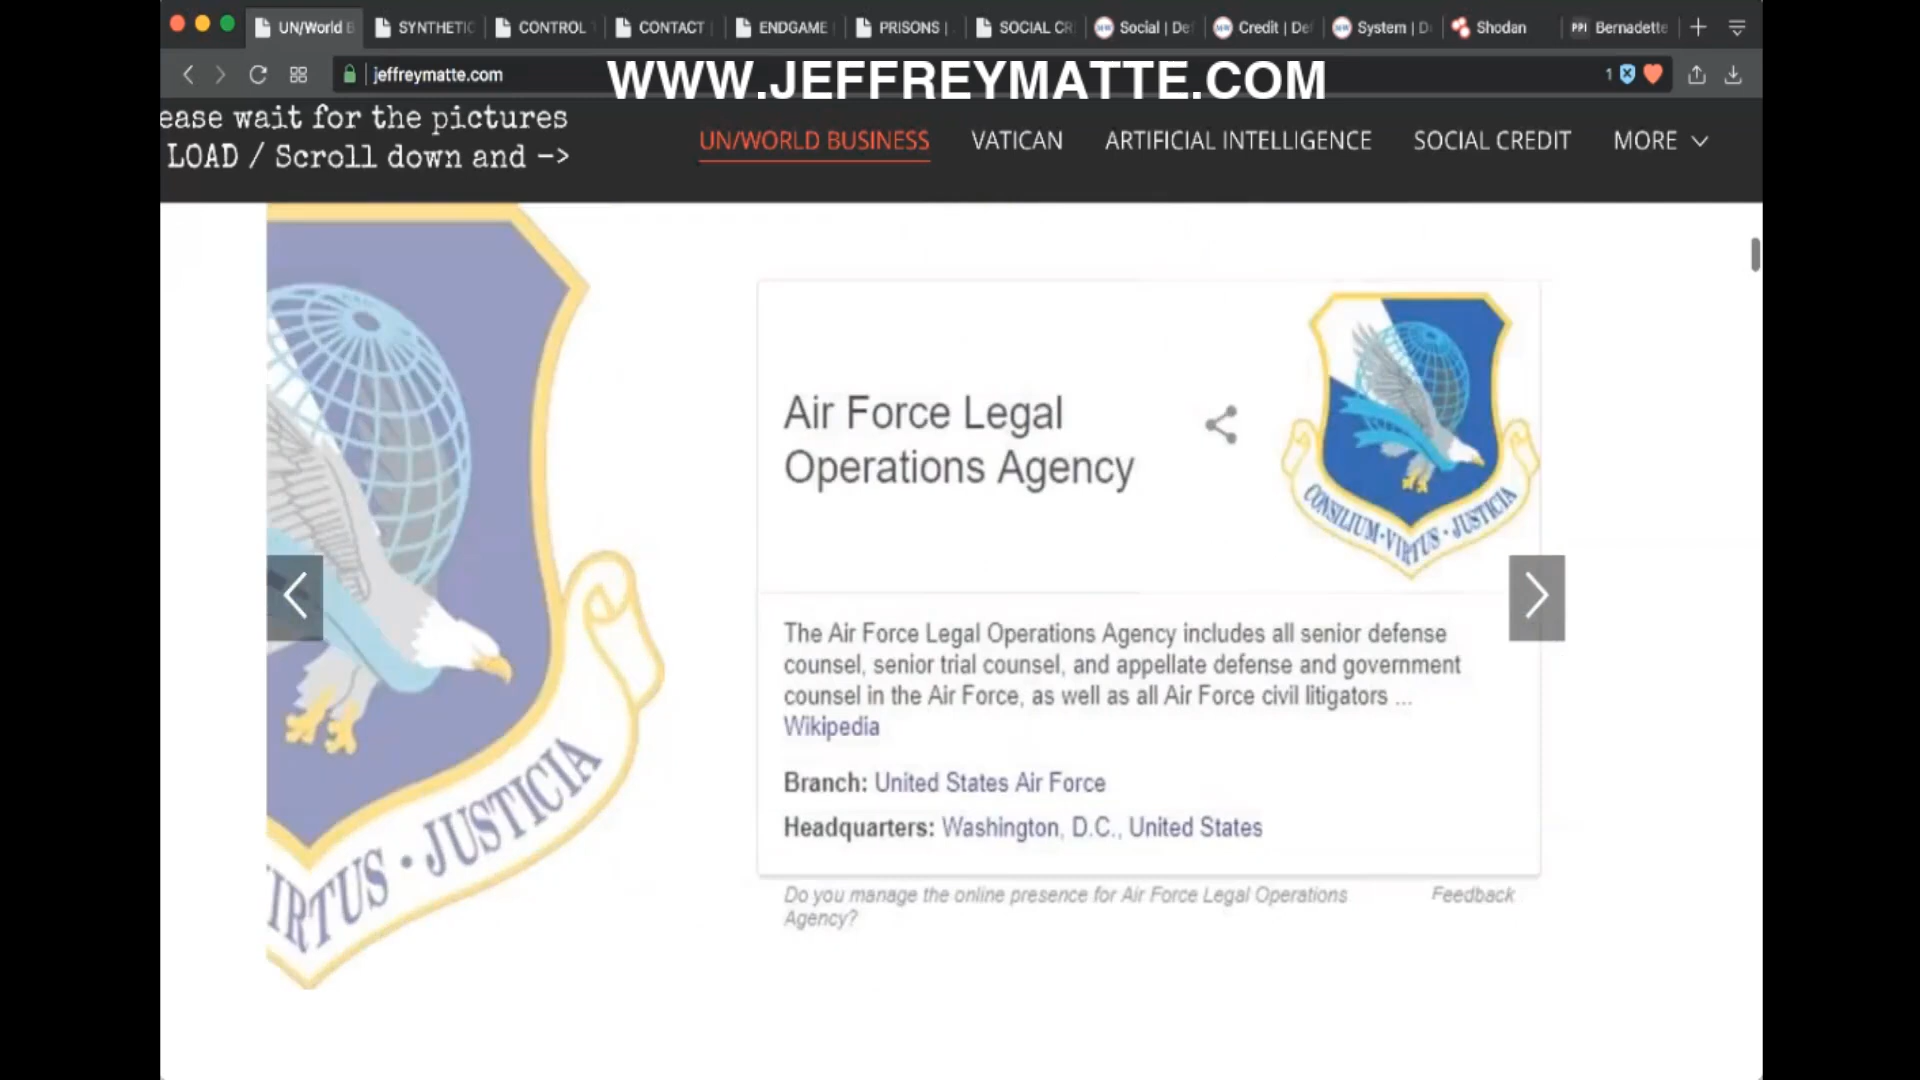 UN/World B
SYNTHETIC
CONTROL
CONTACT
ENDGAME
PRISONS |
SOCIAL CR
Social | De
Credit | De
System | D
Shodan
PPI Bernadette
jeffreymatte.com
WWW.JEFFREYMATTE.COM
1
ease wait for the pictures
LOAD / Scroll down and ->
UN/WORLD BUSINESS
VATICAN
ARTIFICIAL INTELLIGENCE
SOCIAL CREDIT
MORE
IRTUS · JUSTICIA
Air Force Legal
Operations Agency
CONSILIUM · VIRTUS · JUSTICIA
The Air Force Legal Operations Agency includes all senior defense
counsel, senior trial counsel, and appellate defense and government
counsel in the Air Force, as well as all Air Force civil litigators ...
Wikipedia
Branch: United States Air Force
Headquarters: Washington, D.C., United States
Do you manage the online presence for Air Force Legal Operations
Agency?
Feedback